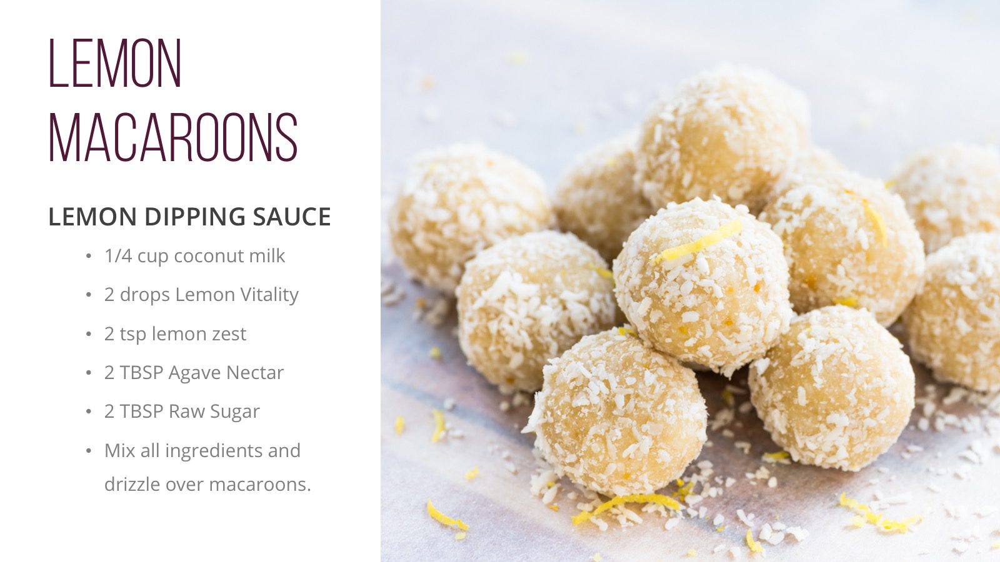 LEMON
MACAROONS
LEMON DIPPING SAUCE
• 1/4 cup coconut milk
• 2 drops Lemon Vitality
• 2 tsp lemon zest
• 2 TBSP Agave Nectar
• 2 TBSP Raw Sugar
• Mix all ingredients and
drizzle over macaroons.